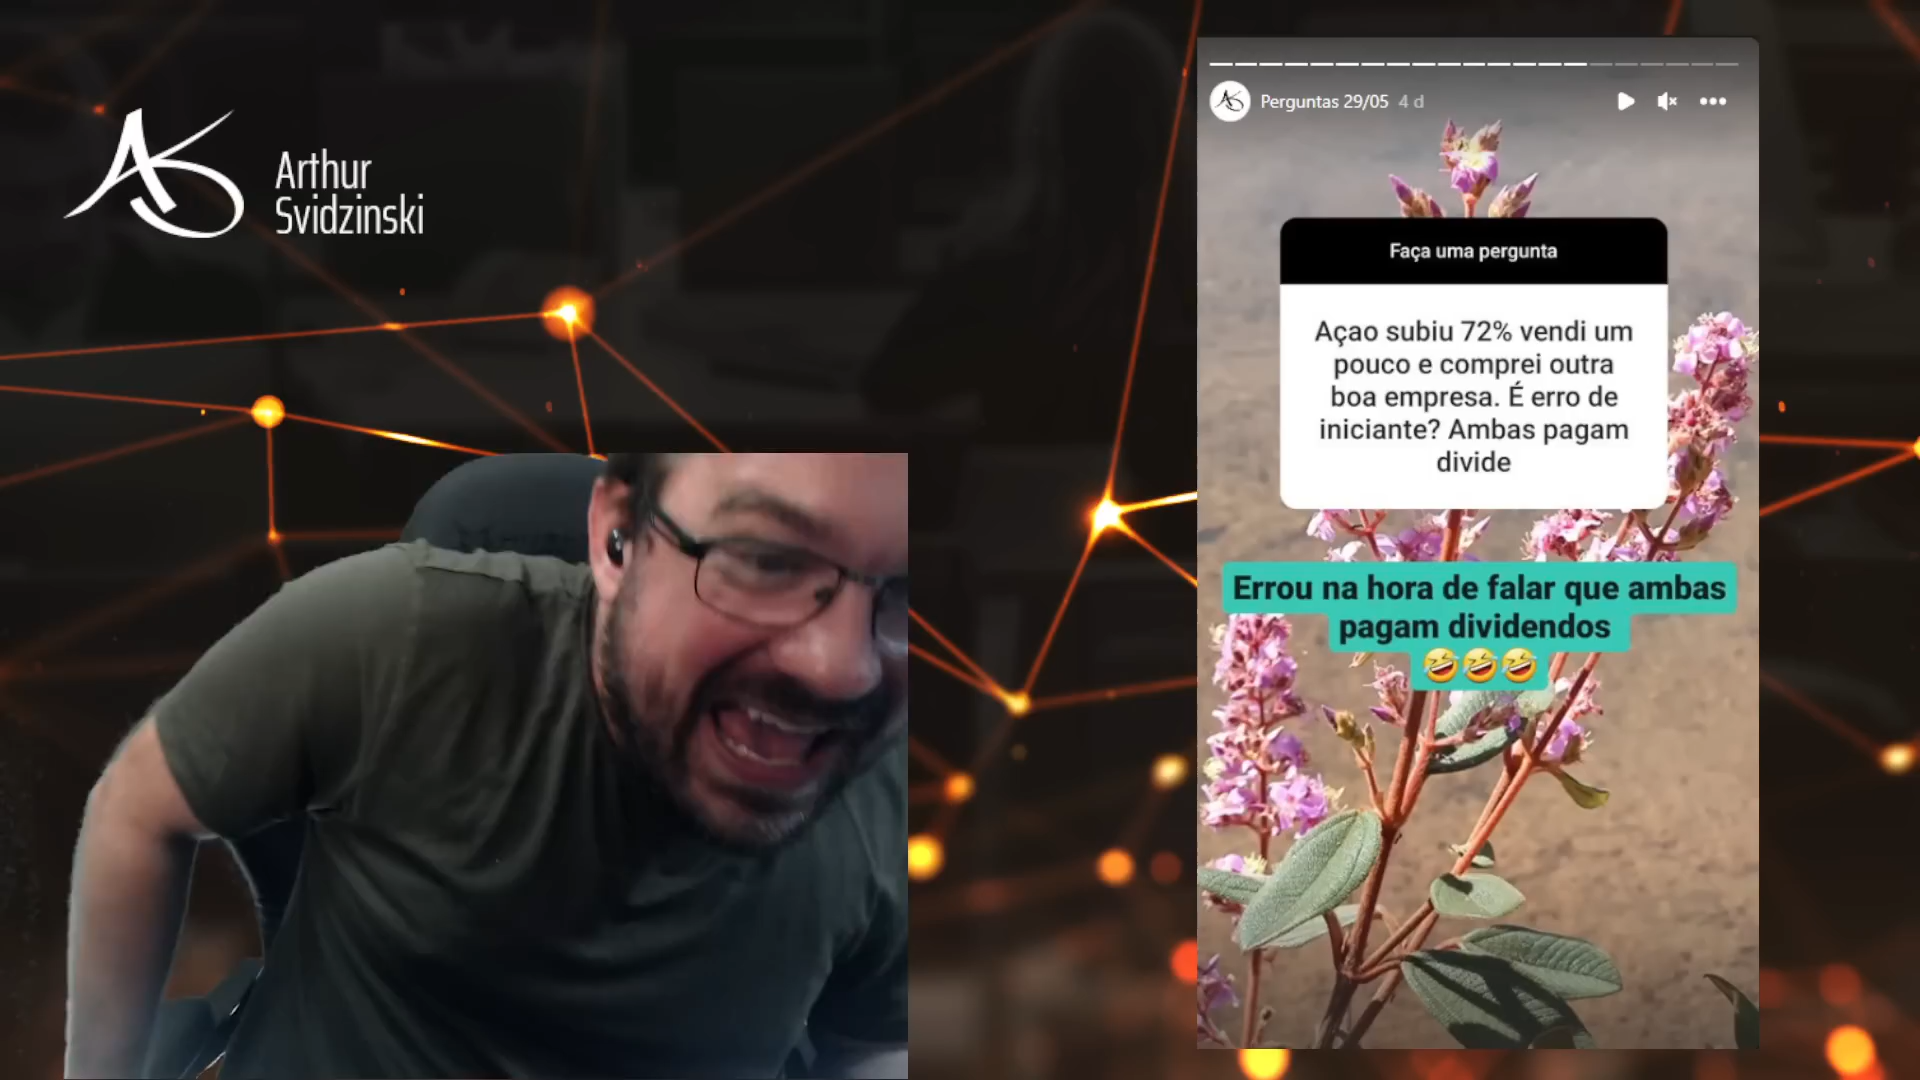 Arthur
Svidzinski
Perguntas 29/05 4 d
Faça uma pergunta
Açao subiu 72% vendi um
pouco e comprei outra
boa empresa. É erro de
iniciante? Ambas pagam
divide
Errou na hora de falar que ambas
pagam dividendos
🤣🤣🤣